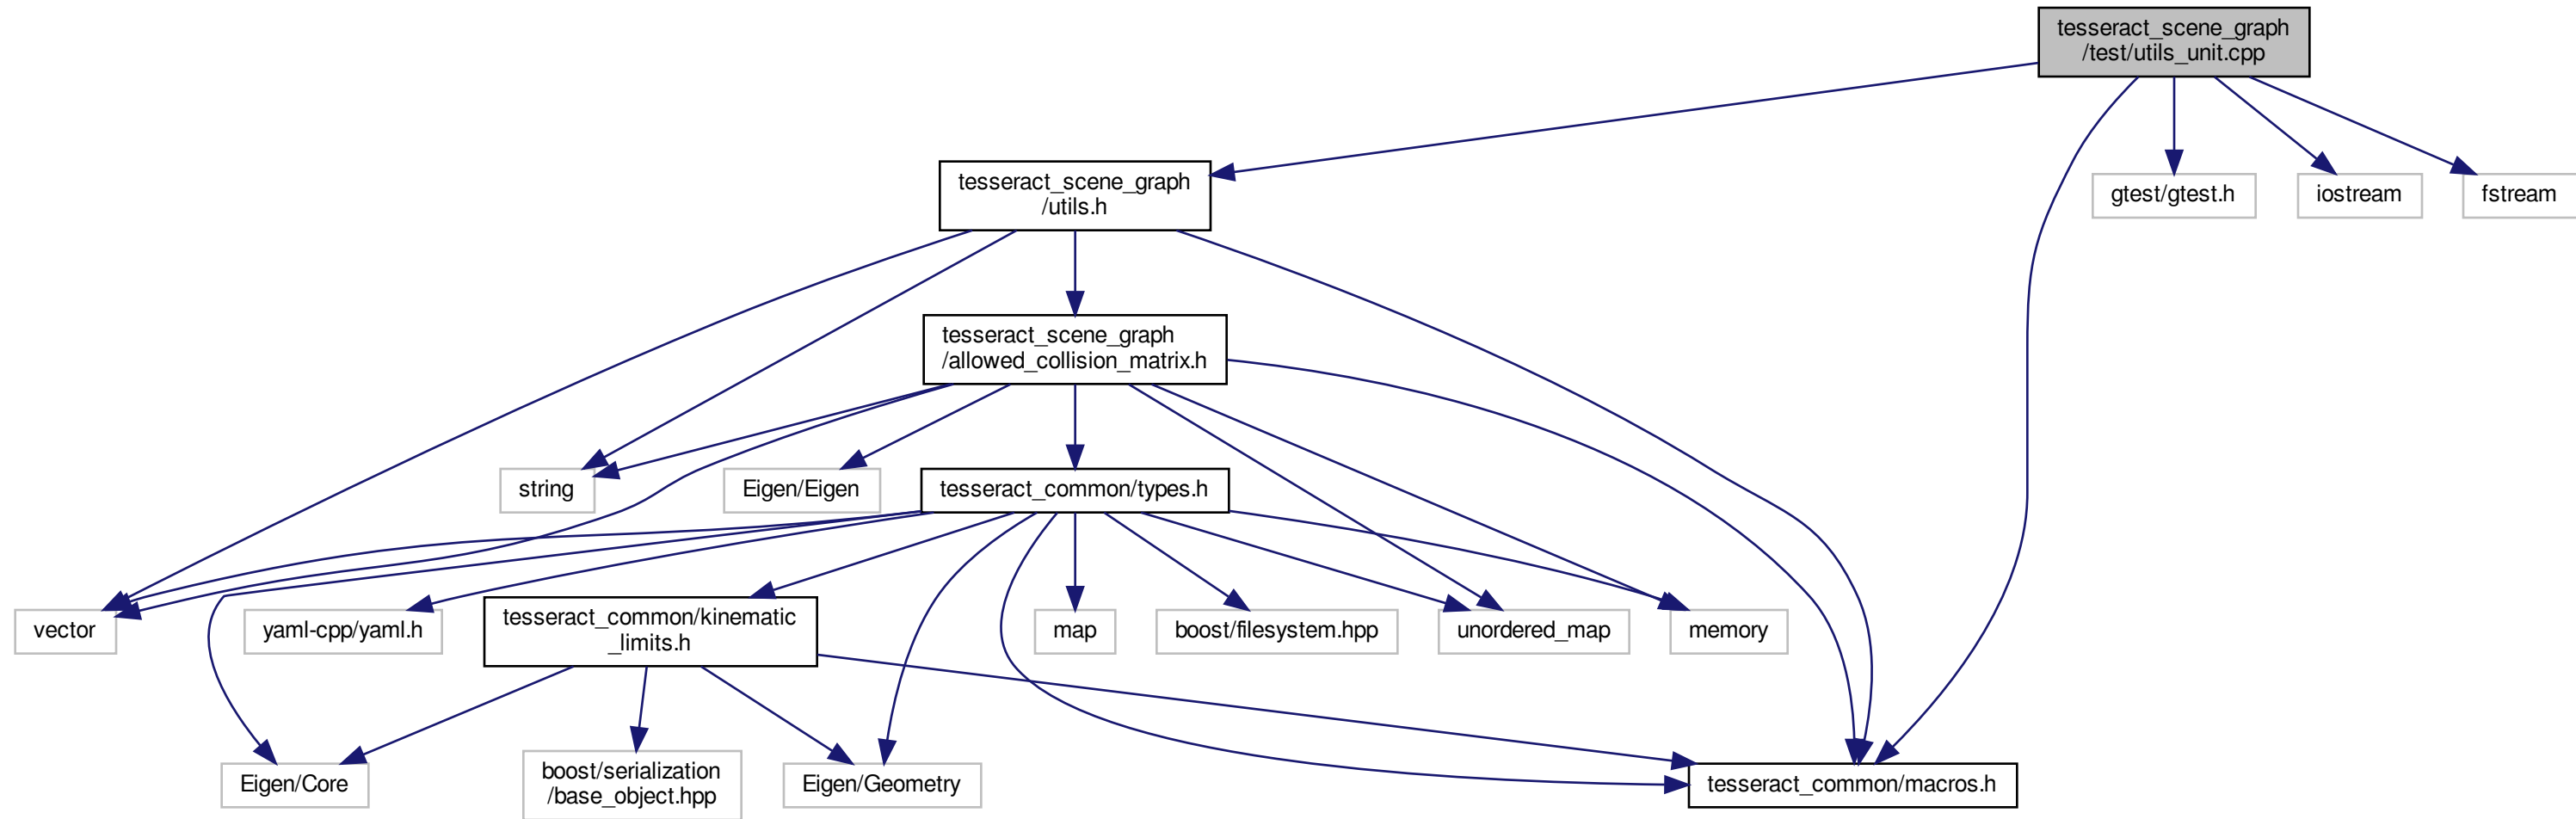 tesseract_scene_graph
/test/utils_unit.cpp
tesseract_scene_graph
/utils.h
gtest/gtest.h
iostream
fstream
tesseract_scene_graph
/allowed_collision_matrix.h
string
Eigen/Eigen
tesseract_common/types.h
vector
yaml-cpp/yaml.h
tesseract_common/kinematic
_limits.h
map
boost/filesystem.hpp
unordered_map
memory
Eigen/Core
boost/serialization
/base_object.hpp
Eigen/Geometry
tesseract_common/macros.h